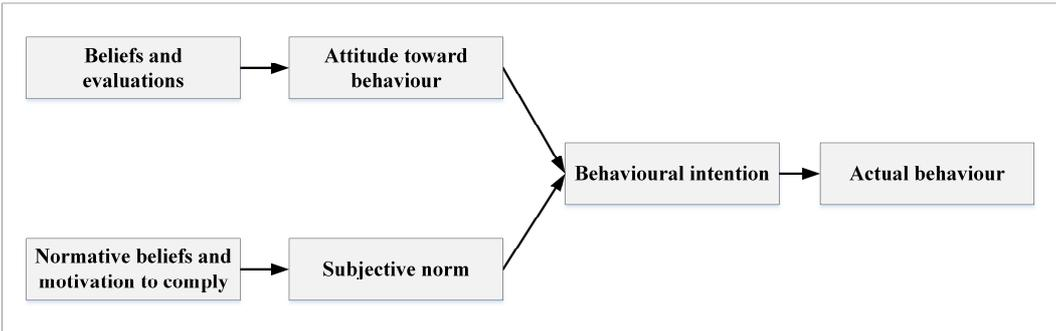 Beliefs and
evaluations
Attitude toward
behaviour
Behavioural intention
Actual behaviour
Normative beliefs and
motivation to comply
Subjective norm